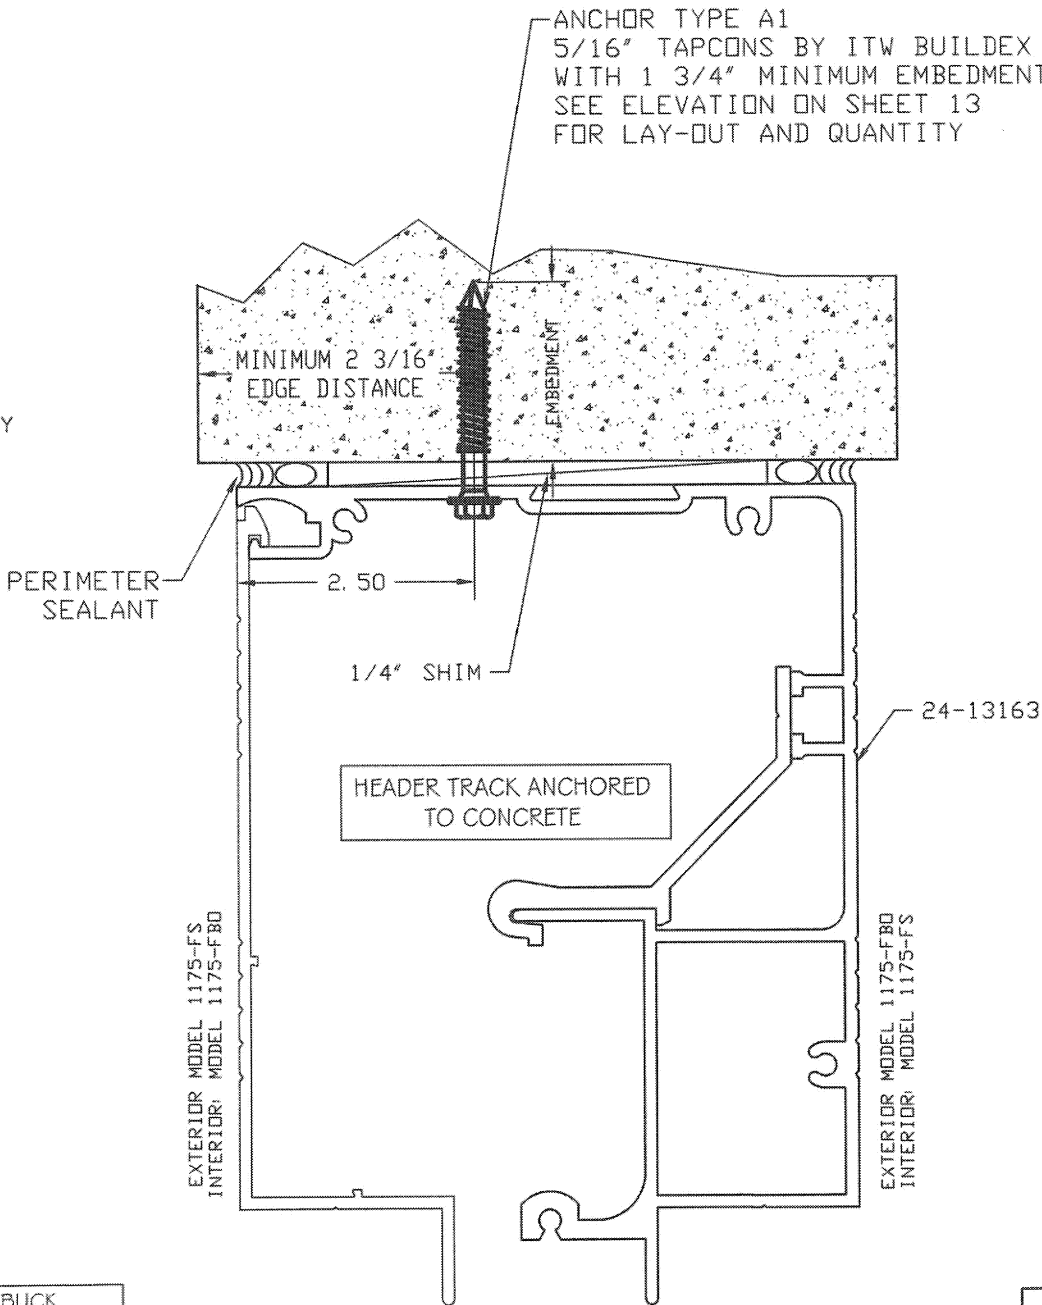 ANCHOR TYPE A1
5/16" TAPCONS BY ITW BUILDEX
WITH 1 3/4" MINIMUM EMBEDMENT
SEE ELEVATION ON SHEET 13
FOR LAY-OUT AND QUANTITY
MINIMUM 2 3/16"
EDGE DISTANCE
EMBEDMENT
Y
PERIMETER
SEALANT
2.50
1/4" SHIM
24-13163
HEADER TRACK ANCHORED
TO CONCRETE
EXTERIOR MODEL 1175-FS
INTERIOR: MODEL 1175-FBO
EXTERIOR MODEL 1175-FBO
INTERIOR: MODEL 1175-FS
BUCK